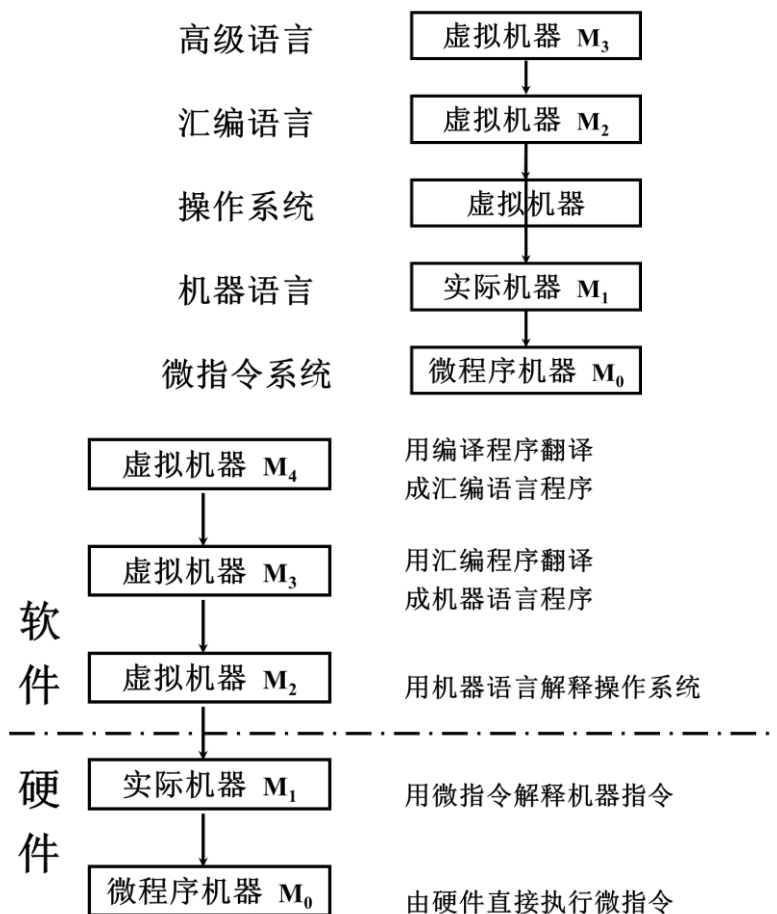 高级语言 虚拟机器 M₃
汇编语言 虚拟机器 M₂
操作系统 虚拟机器
机器语言 实际机器 M₁
微指令系统 微程序机器 M₀
虚拟机器 M₄
用编译程序翻译
成汇编语言程序
虚拟机器 M₃
用汇编程序翻译
成机器语言程序
软件
虚拟机器 M₂
用机器语言解释操作系统
硬件
实际机器 M₁
用微指令解释机器指令
微程序机器 M₀
由硬件直接执行微指令